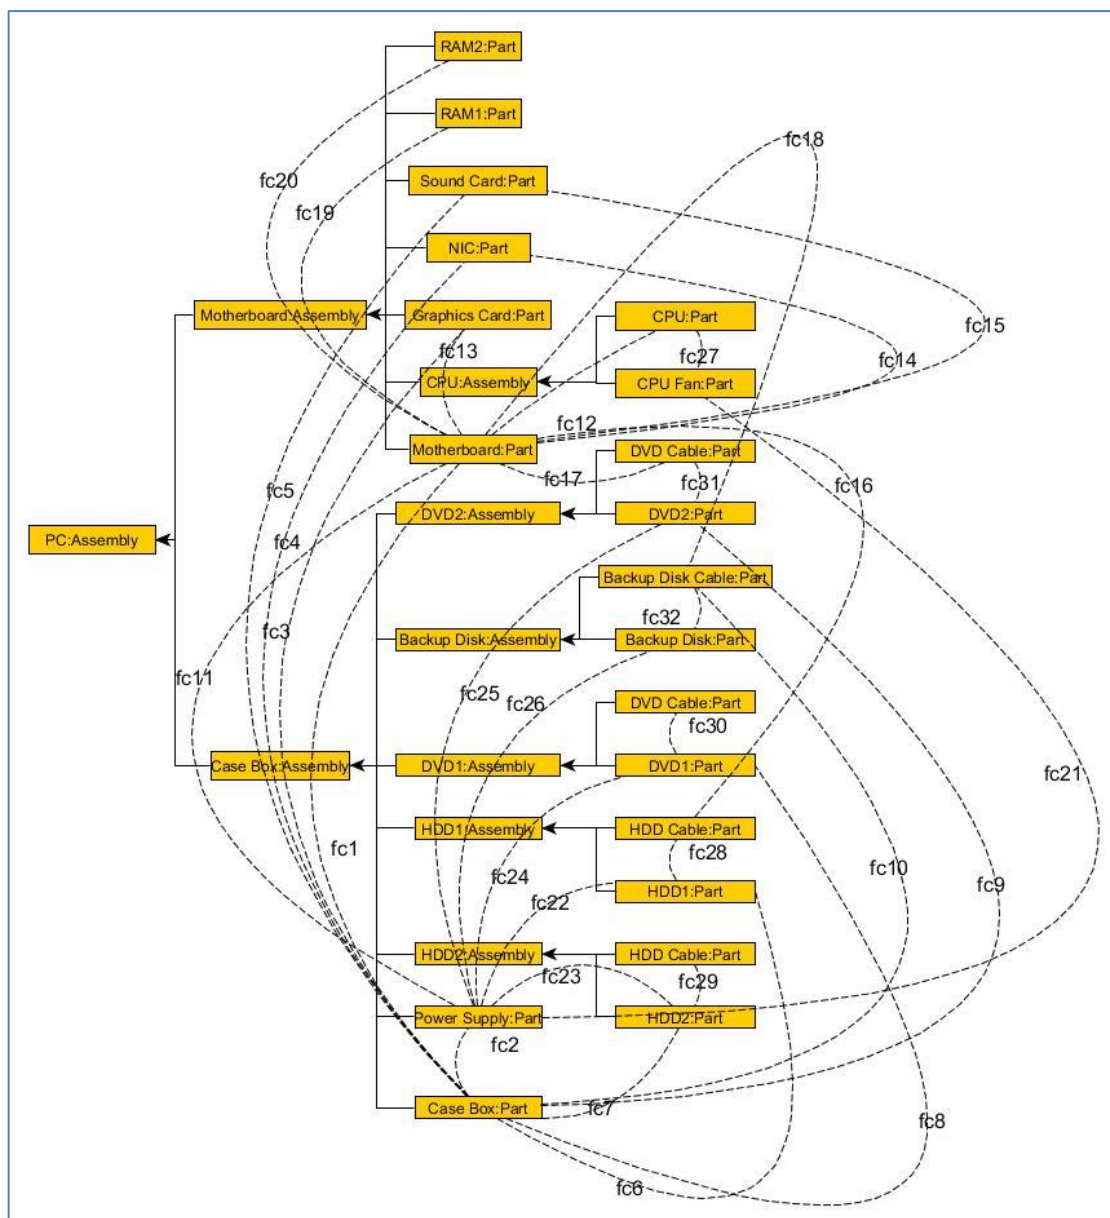 RAM2:Part
RAM1:Part
fc18
fc20
Sound Card:Part
fc19
NIC:Part
Motherboard:Assembly
Graphics Card:Part
CPU:Part
fc15
fc13
fc27
fc14
CPU:Assembly
CPU Fan:Part
fc12
Motherboard:Part
DVD Cable:Part
fc5
fc17
fc31
fc16
DVD2:Assembly
DVD2:Part
PC:Assembly
fc4
Backup Disk Cable:Part
fc32
fc3
Backup Disk:Assembly
Backup Disk:Part
fc11
fc25
fc26
DVD Cable:Part
fc30
Case Box:Assembly
DVD1:Assembly
DVD1:Part
fc21
HDD1:Assembly
HDD Cable:Part
fc1
fc28
fc10
fc24
fc9
fc22
HDD1:Part
HDD2:Assembly
HDD Cable:Part
fc23
fc29
Power Supply:Part
HDD2:Part
fc2
Case Box:Part
fc7
fc8
fc6